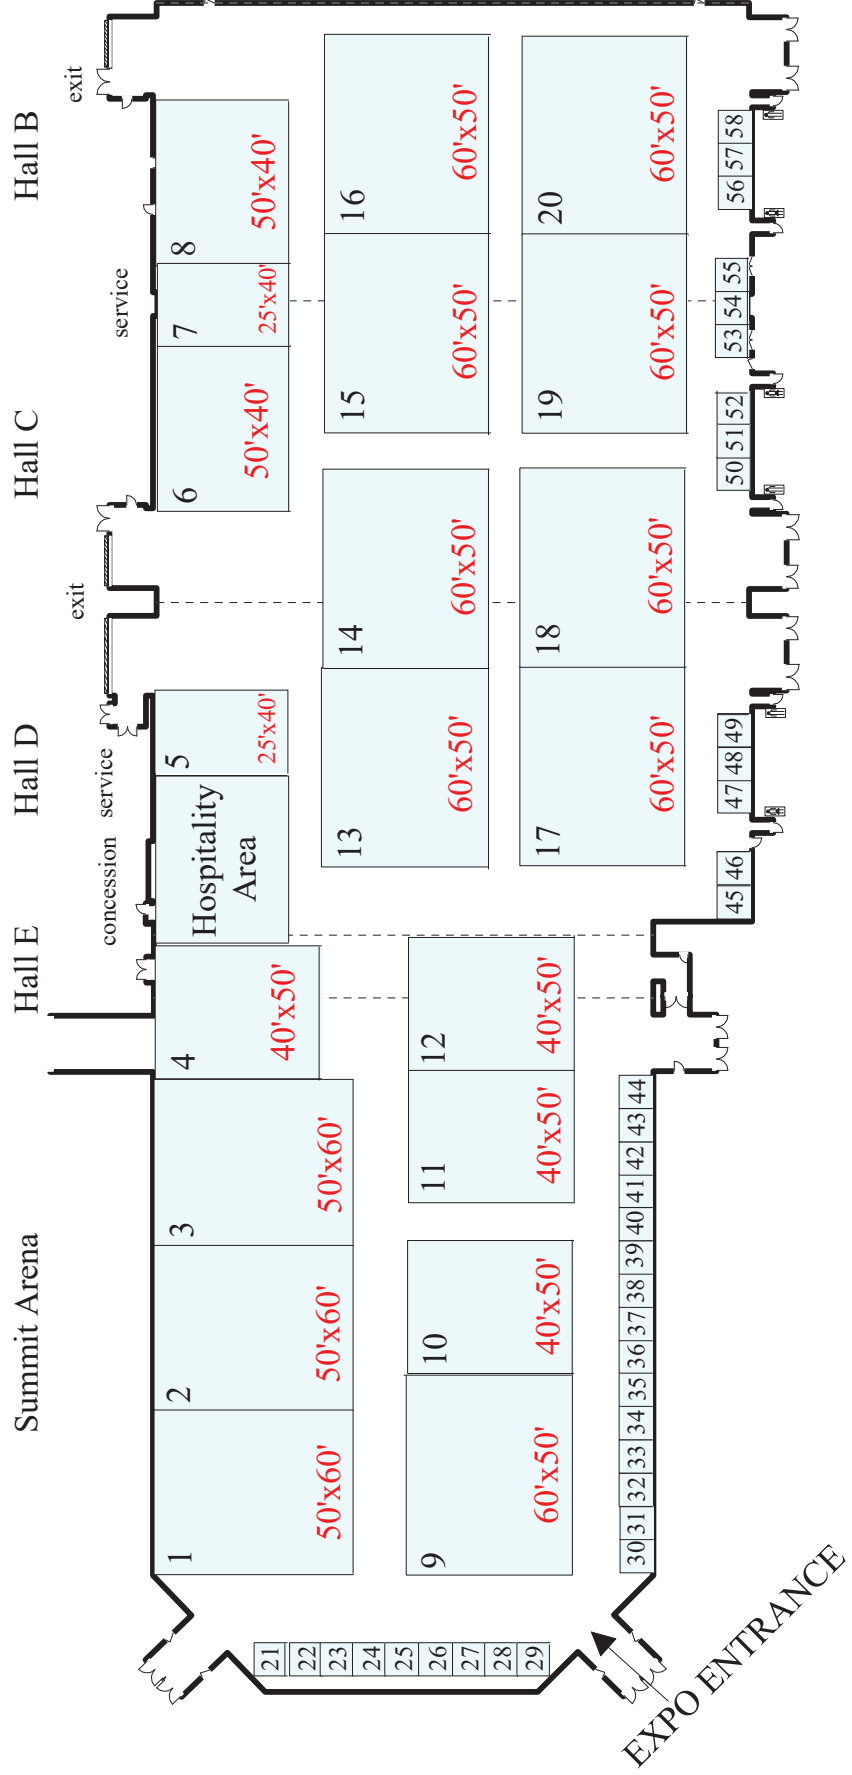 Summit Arena
Hall E
Hall D
Hall C
Hall B
concession
service
exit
service
exit
1
50'x60'
2
50'x60'
3
50'x60'
4
40'x50'
Hospitality
Area
5
25'x40'
6
50'x40'
7
25'x40'
8
50'x40'
9
60'x50'
10
40'x50'
11
40'x50'
12
40'x50'
13
60'x50'
14
60'x50'
15
60'x50'
16
60'x50'
17
60'x50'
18
60'x50'
19
60'x50'
20
60'x50'
21
22
23
24
25
26
27
28
29
30 31 32 33 34 35 36 37 38 39 40 41 42 43 44
45 46
47 48 49
50 51 52
53 54 55
56 57 58
EXPO ENTRANCE